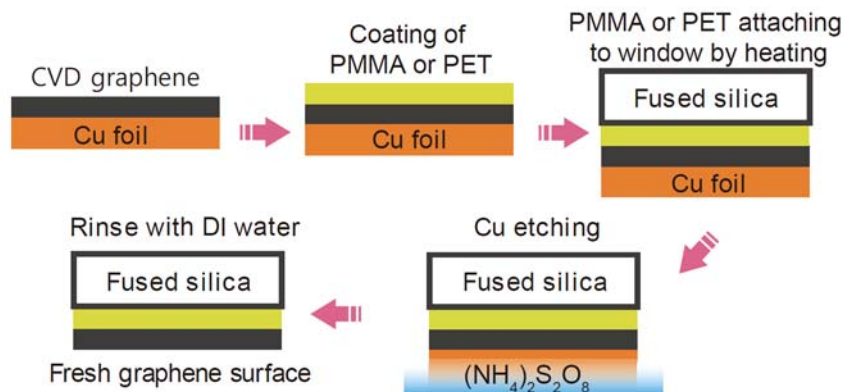 CVD graphene
Cu foil
Coating of
PMMA or PET
Cu foil
PMMA or PET attaching
to window by heating
Fused silica
Cu foil
Rinse with DI water
Fused silica
Fresh graphene surface
Cu etching
Fused silica
(NH₄)₂S₂O₈